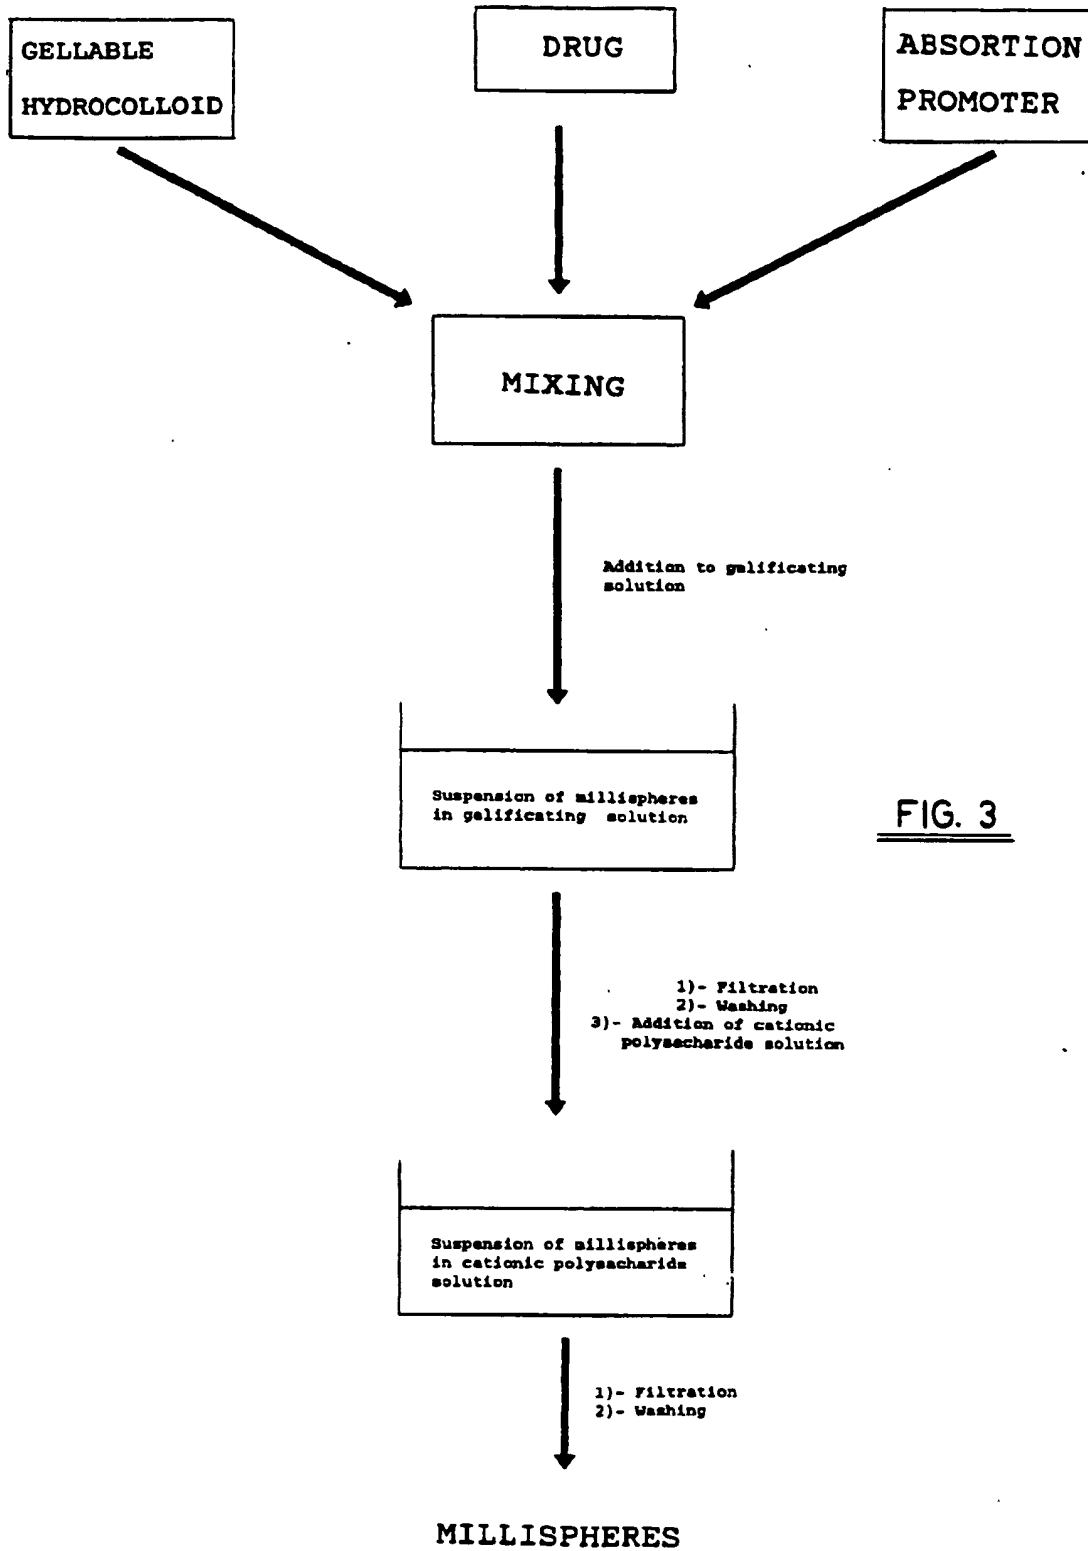 GELLABLE
HYDROCOLLOID
DRUG
ABSORTION
PROMOTER
MIXING
Addition to gelificating
solution
Suspension of millispheres
in gelificating solution
FIG. 3
1)- Filtration
2)- Washing
3)- Addition of cationic
polysacharide solution
Suspension of millispheres
in cationic polysacharide
solution
1)- Filtration
2)- Washing
MILLISPHERES